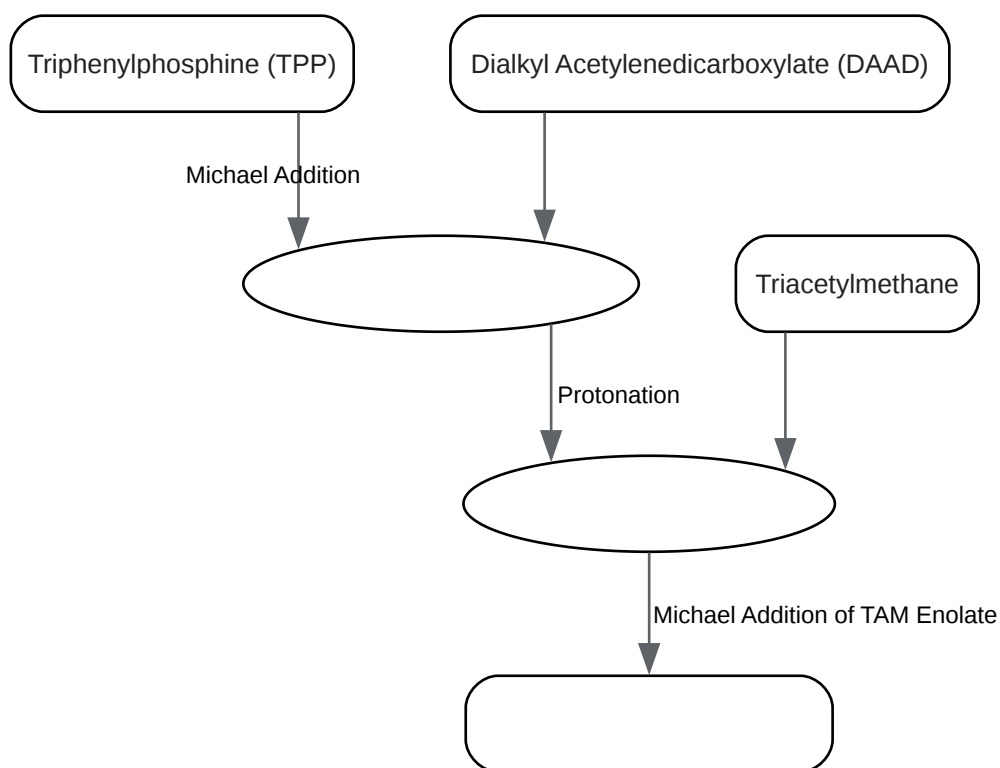 Triphenylphosphine (TPP)
Dialkyl Acetylenedicarboxylate (DAAD)
Michael Addition
Triacetylmethane
Protonation
Michael Addition of TAM Enolate